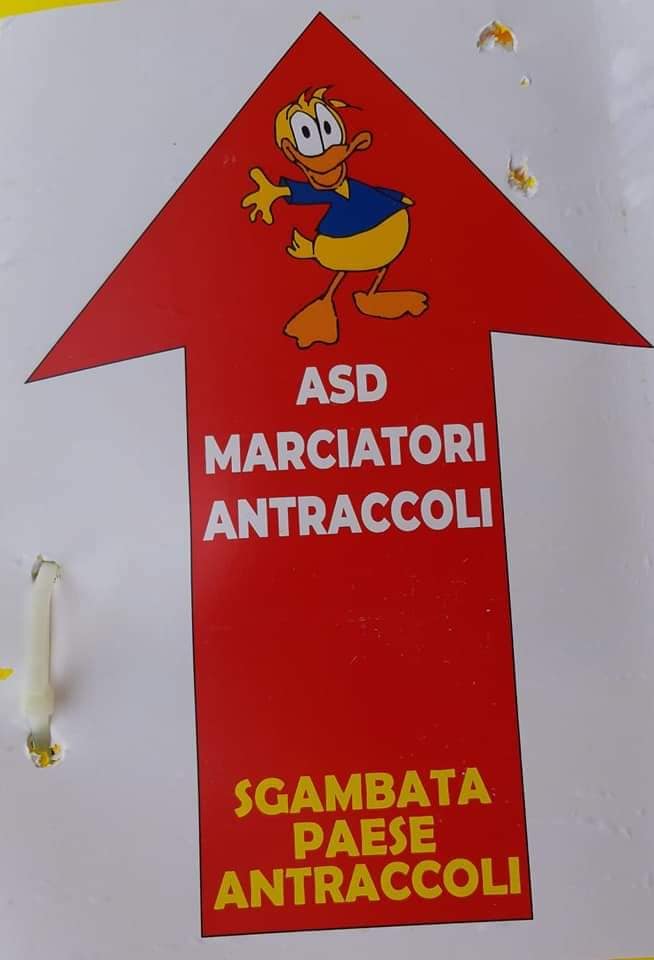 ASD
MARCIATORI
ANTRACCOLI
SGAMBATA
PAESE
ANTRACCOLI